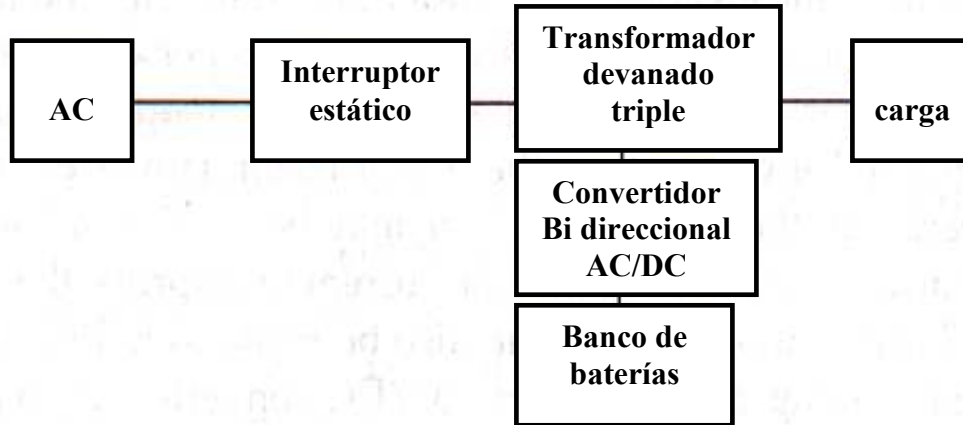 AC
Interruptor
estático
Transformador
devanado
triple
carga
Convertidor
Bi direccional
AC/DC
Banco de
baterías